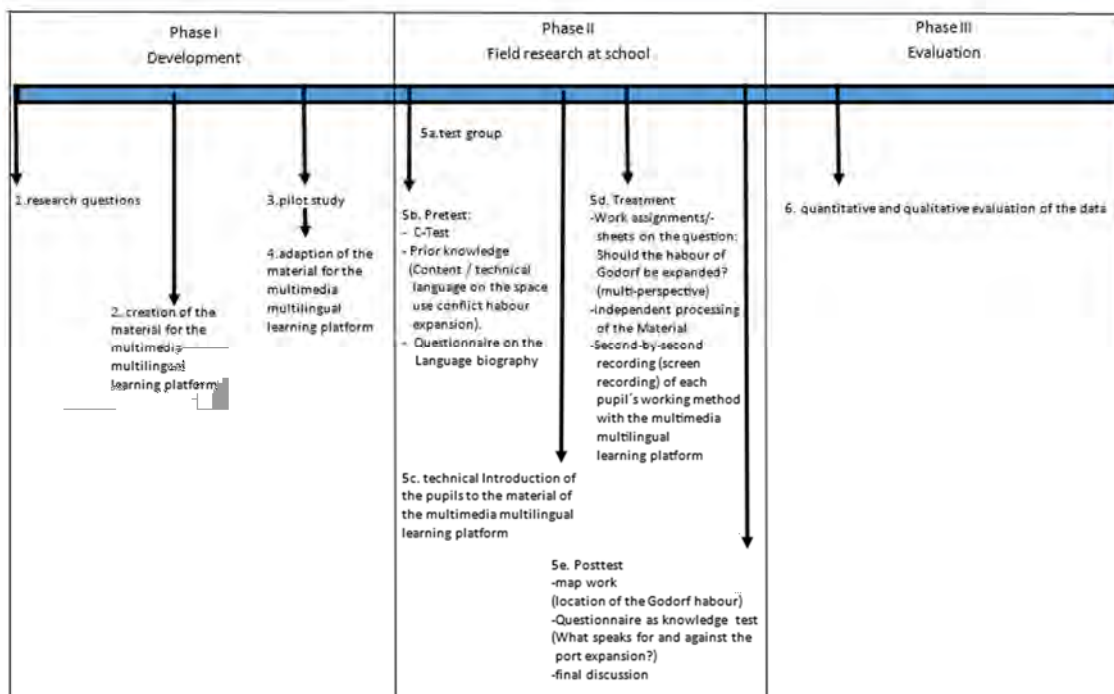 Phase I
Development
Phase II
Field research at school
Phase III
Evaluation
1.research questions
2. creation of the
material for the
multimedia
multilingual
learning platform
3.pilot study
4.adaption of the
material for the
multimedia
multilingual
learning platform
5a.test group
5b. Pretest:
- C-Test
- Prior knowledge
(Content / technical
language on the space
use conflict habour
expansion).
- Questionnaire on the
Language biography
5c. technical Introduction of
the pupils to the material of
the multimedia multilingual
learning platform
5d. Treatment
-Work assignments/-
sheets on the question:
Should the habour of
Godorf be expanded?
(multi-perspective)
-Independent processing
of the Material
-Second-by-second
recording (screen
recording) of each
pupil´s working method
with the multimedia
multilingual
learning platform
5e. Posttest
-map work
(location of the Godorf habour)
-Questionnaire as knowledge test
(What speaks for and against the
port expansion?)
-final discussion
6. quantitative and qualitative evaluation of the data